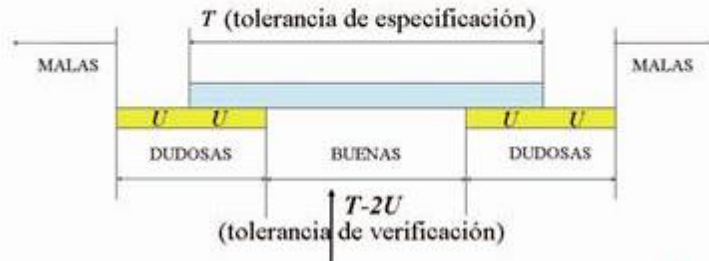 T (tolerancia de especificación)
MALAS MALAS
U U U U
DUDOSAS BUENAS DUDOSAS
T-2U
(tolerancia de verificación)